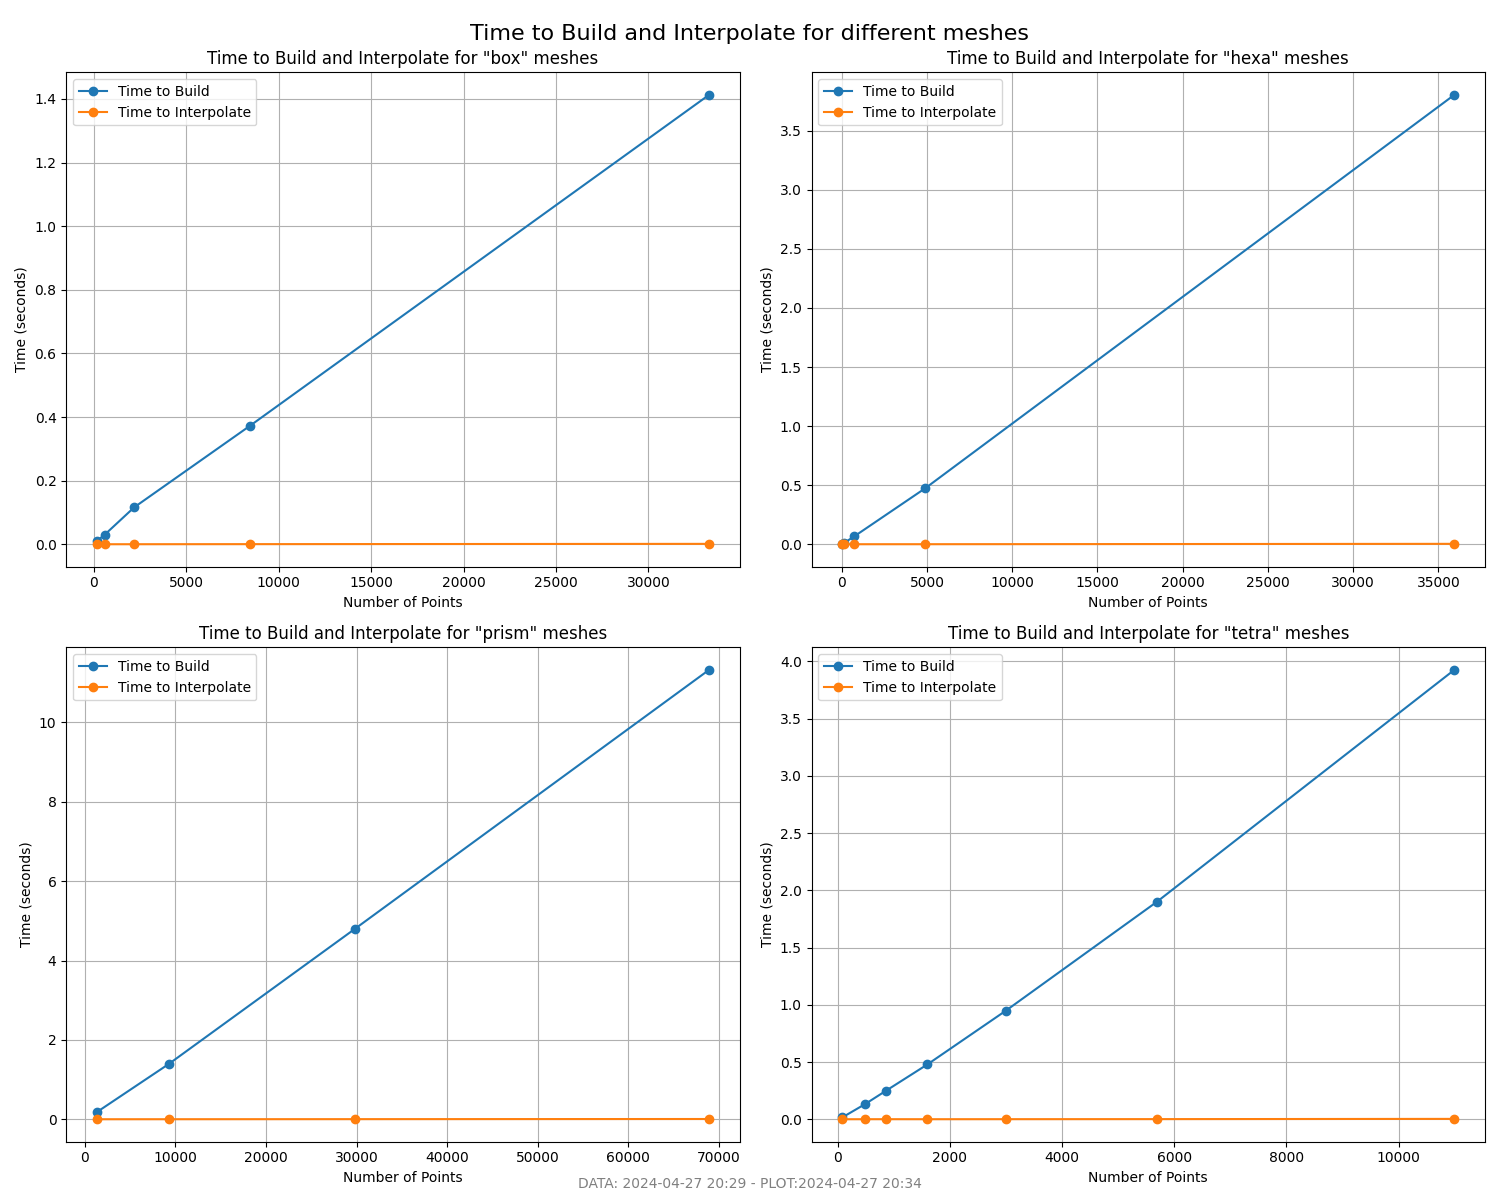 Time to Build and Interpolate for different meshes
Time to Build and Interpolate for "box" meshes
Time to Build
Time to Interpolate
Time (seconds)
1.4
1.2
1.0
0.8
0.6
0.4
0.2
0.0
0 5000 10000 15000 20000 25000 30000
Number of Points
Time to Build and Interpolate for "hexa" meshes
Time to Build
Time to Interpolate
Time (seconds)
3.5
3.0
2.5
2.0
1.5
1.0
0.5
0.0
0 5000 10000 15000 20000 25000 30000 35000
Number of Points
Time to Build and Interpolate for "prism" meshes
Time to Build
Time to Interpolate
Time (seconds)
10
8
6
4
2
0
0 10000 20000 30000 40000 50000 60000 70000
Number of Points
Time to Build and Interpolate for "tetra" meshes
Time to Build
Time to Interpolate
Time (seconds)
4.0
3.5
3.0
2.5
2.0
1.5
1.0
0.5
0.0
0 2000 4000 6000 8000 10000
Number of Points
DATA: 2024-04-27 20:29 - PLOT:2024-04-27 20:34